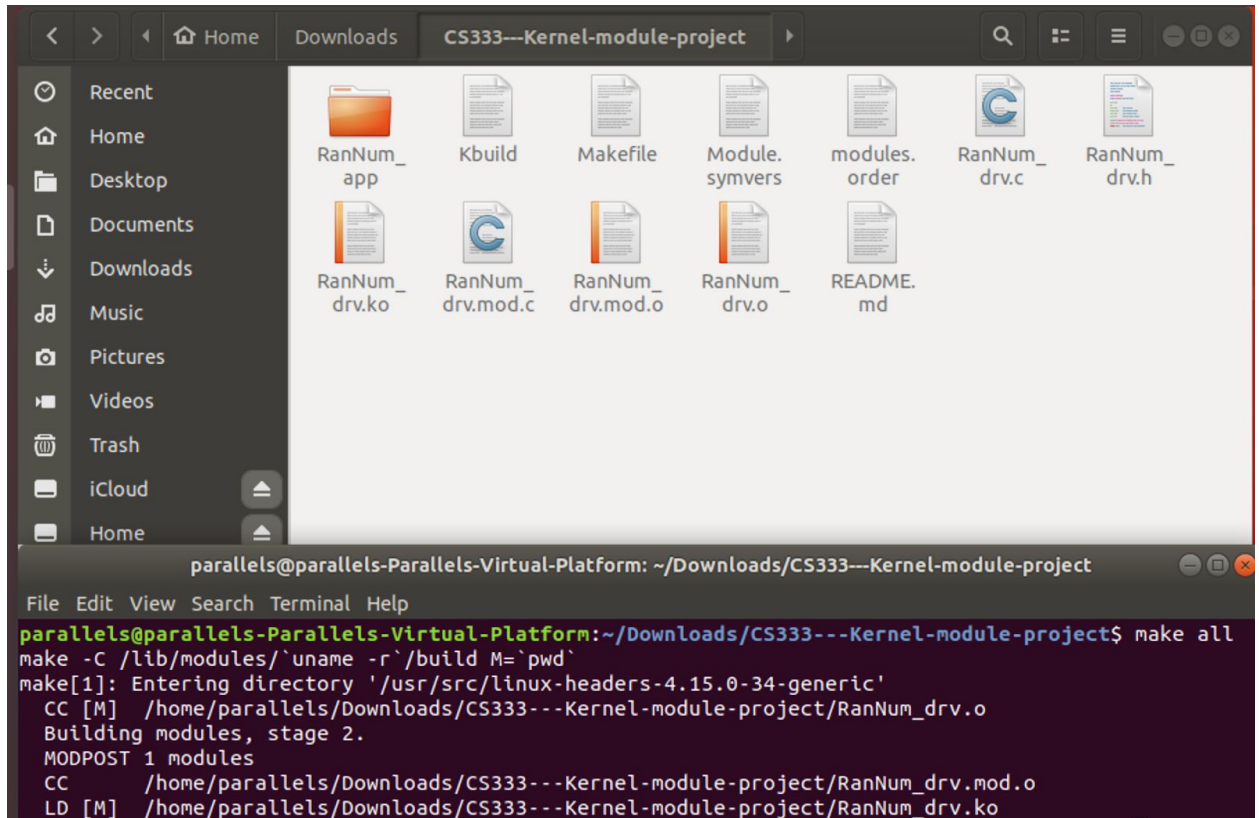 Home Downloads CS333---Kernel-module-project
Recent
Home
Desktop
Documents
Downloads
Music
Pictures
Videos
Trash
iCloud
Home
RanNum_ Kbuild Makefile Module. modules. RanNum_ RanNum_
app symvers order drv.c drv.h
RanNum_ RanNum_ RanNum_ RanNum_ README.
drv.ko drv.mod.c drv.mod.o drv.o md
parallels@parallels-Parallels-Virtual-Platform: ~/Downloads/CS333---Kernel-module-project
File Edit View Search Terminal Help
parallels@parallels-Parallels-Virtual-Platform:~/Downloads/CS333---Kernel-module-project$ make all
make -C /lib/modules/`uname -r`/build M=`pwd`
make[1]: Entering directory '/usr/src/linux-headers-4.15.0-34-generic'
CC [M] /home/parallels/Downloads/CS333---Kernel-module-project/RanNum_drv.o
Building modules, stage 2.
MODPOST 1 modules
CC /home/parallels/Downloads/CS333---Kernel-module-project/RanNum_drv.mod.o
LD [M] /home/parallels/Downloads/CS333---Kernel-module-project/RanNum_drv.ko